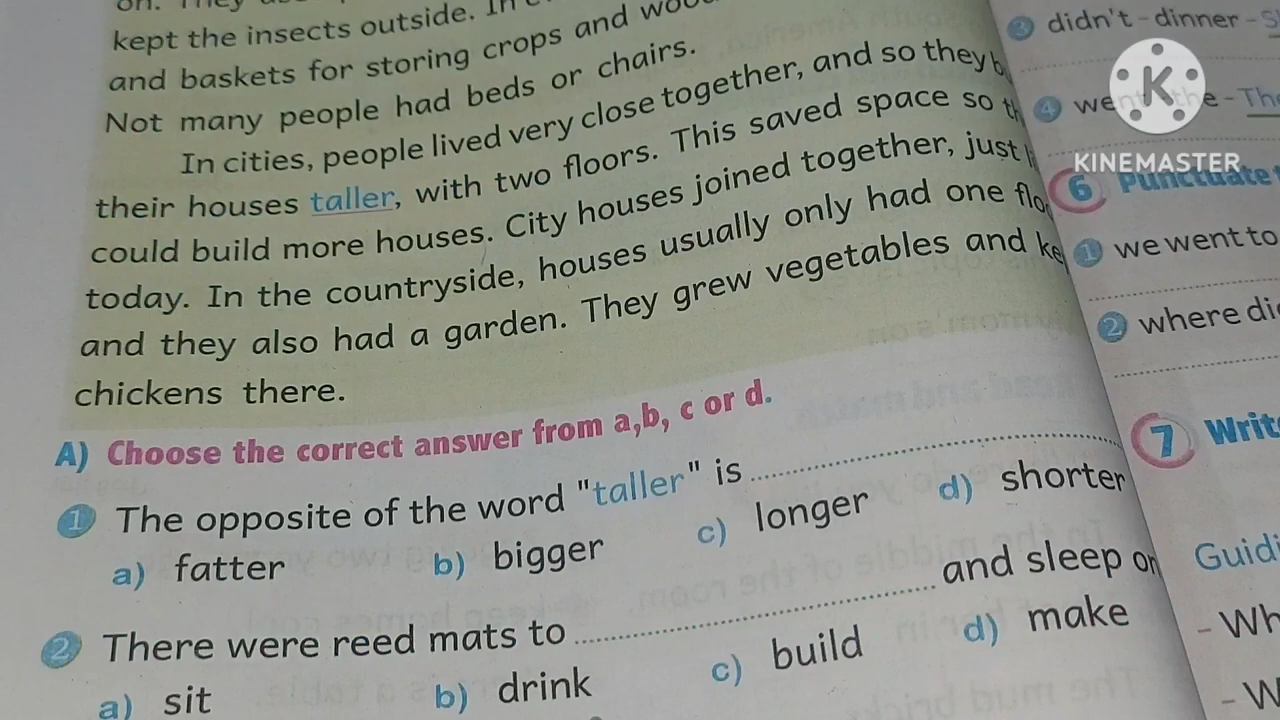 on. They
kept the insects outside. In
and baskets for storing crops and
Not many people had beds or chairs.
In cities, people lived very close together, and so they
their houses taller, with two floors. This saved space so
could build more houses. City houses joined together, just
today. In the countryside, houses usually only had one
and they also had a garden. They grew vegetables and
chickens there.
A) Choose the correct answer from a,b, c or d.
1 The opposite of the word "taller" is
a) fatter b) bigger c) longer d) shorter
2 There were reed mats to and sleep on
a) sit b) drink c) build d) make
3 didn't - dinner -
4 the -
K
KINEMASTER
6 Punctuate
1 we went to
2 where
7